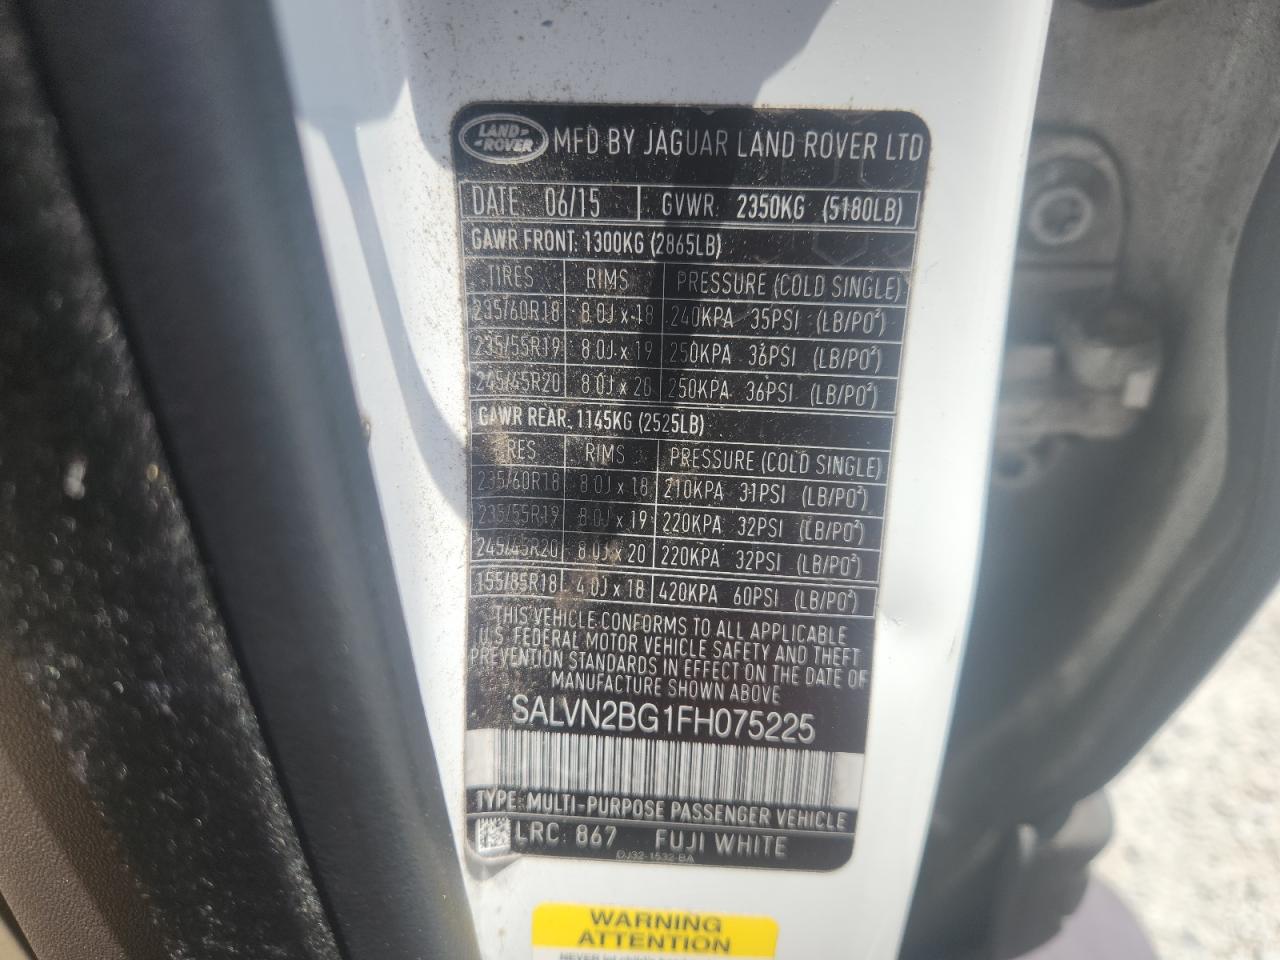 LAND ROVER MFD BY JAGUAR LAND ROVER LTD
DATE: 06/15 GVWR: 2350KG (5180LB)
GAWR FRONT: 1300KG (2865LB)
TIRES RIMS PRESSURE (COLD SINGLE)
235/60R18 8.0J x 18 240KPA 35PSI (LB/PO²)
235/55R19 8.0J x 19 250KPA 36PSI (LB/PO²)
245/45R20 8.0J x 20 250KPA 36PSI (LB/PO²)
GAWR REAR: 1145KG (2525LB)
TIRES RIMS PRESSURE (COLD SINGLE)
235/60R18 8.0J x 18 210KPA 31PSI (LB/PO²)
235/55R19 8.0J x 19 220KPA 32PSI (LB/PO²)
245/45R20 8.0J x 20 220KPA 32PSI (LB/PO²)
155/85R18 4.0J x 18 420KPA 60PSI (LB/PO²)
THIS VEHICLE CONFORMS TO ALL APPLICABLE
U.S. FEDERAL MOTOR VEHICLE SAFETY AND THEFT
PREVENTION STANDARDS IN EFFECT ON THE DATE OF
MANUFACTURE SHOWN ABOVE
SALVN2BG1FH075225
TYPE: MULTI-PURPOSE PASSENGER VEHICLE
LRC: 867 FUJI WHITE
DJ32-1532-BA
WARNING
ATTENTION